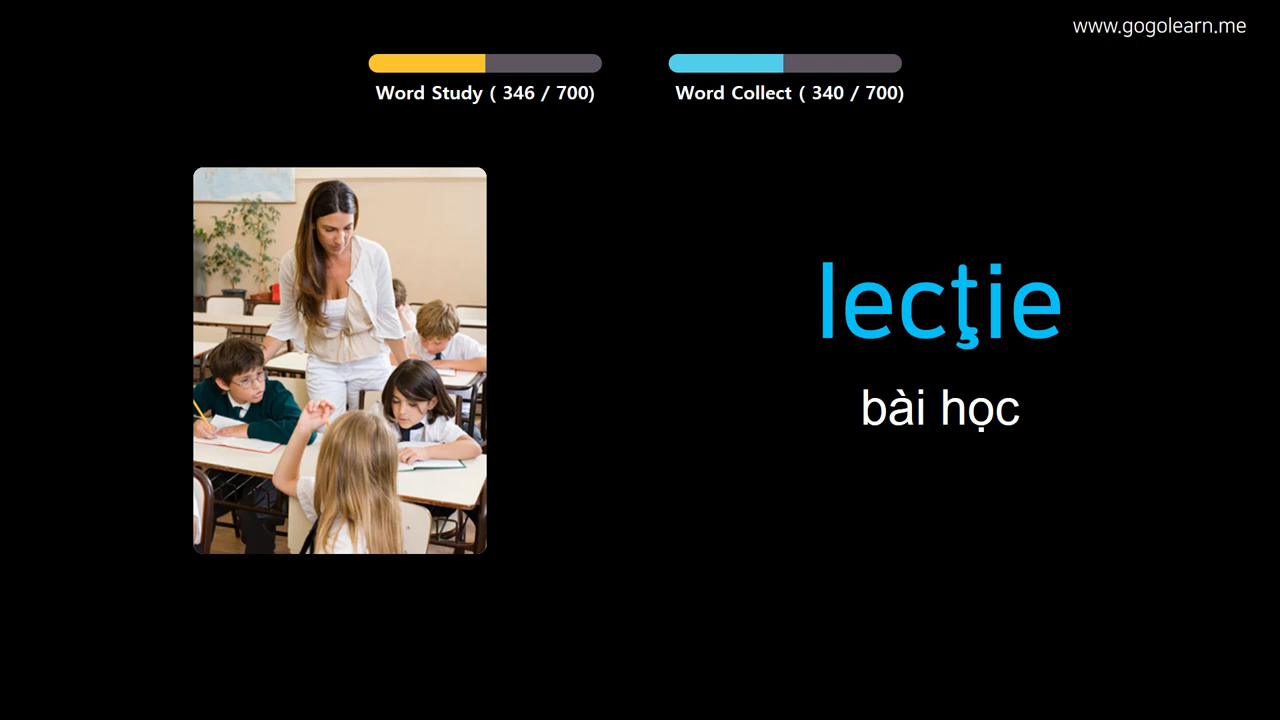 www.gogolearn.me
Word Study ( 346 / 700)
Word Collect ( 340 / 700)
lecţie
bài học